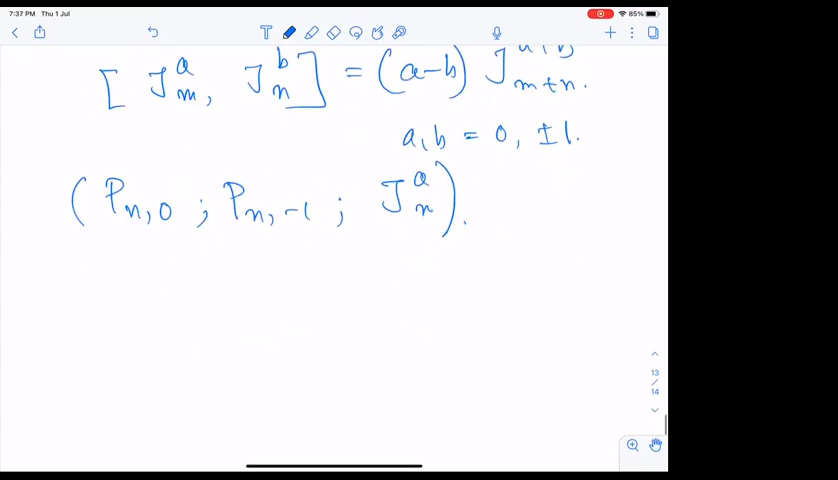 7:37 PM Thu 1 Jul 85%
[ J^a_m, J^b_n ] = (a-b) J^{a+b}_{m+n}.
a,b = 0, ±1.
( P_{n,0} ; P_{n,-1} ; J^a_n ).
13
/
14